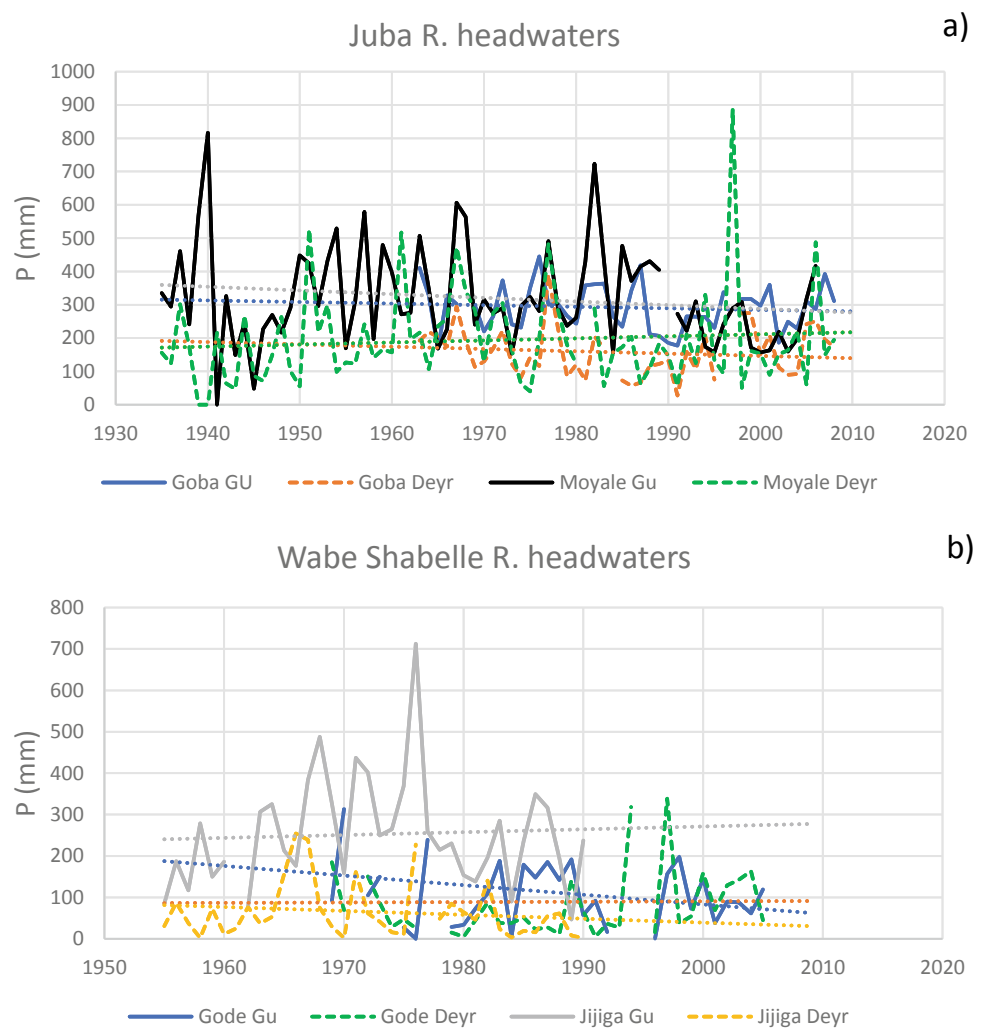 Juba R. headwaters
a)
P (mm)
1000
900
800
700
600
500
400
300
200
100
0
1930 1940 1950 1960 1970 1980 1990 2000 2010 2020
Goba GU Goba Deyr Moyale Gu Moyale Deyr
Wabe Shabelle R. headwaters
b)
P (mm)
800
700
600
500
400
300
200
100
0
1950 1960 1970 1980 1990 2000 2010 2020
Gode Gu Gode Deyr Jijiga Gu Jijiga Deyr